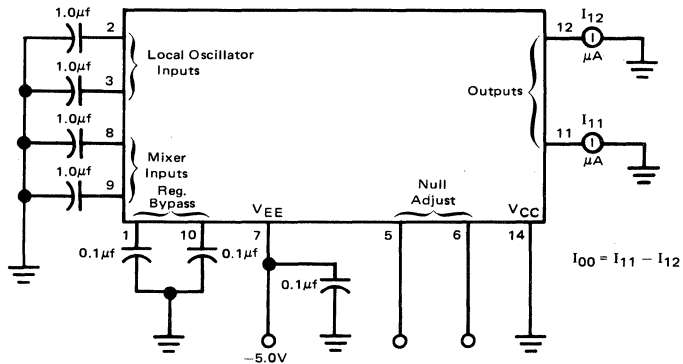 1.0µf
2
Local Oscillator
Inputs
1.0µf
3
1.0µf
8
Mixer
Inputs
1.0µf
9
Reg.
Bypass
VEE
Null
Adjust
VCC
Outputs
12
I12
µA
11
I11
µA
1
10
7
5
6
14
0.1µf
0.1µf
0.1µf
−5.0V
I00 = I11 − I12